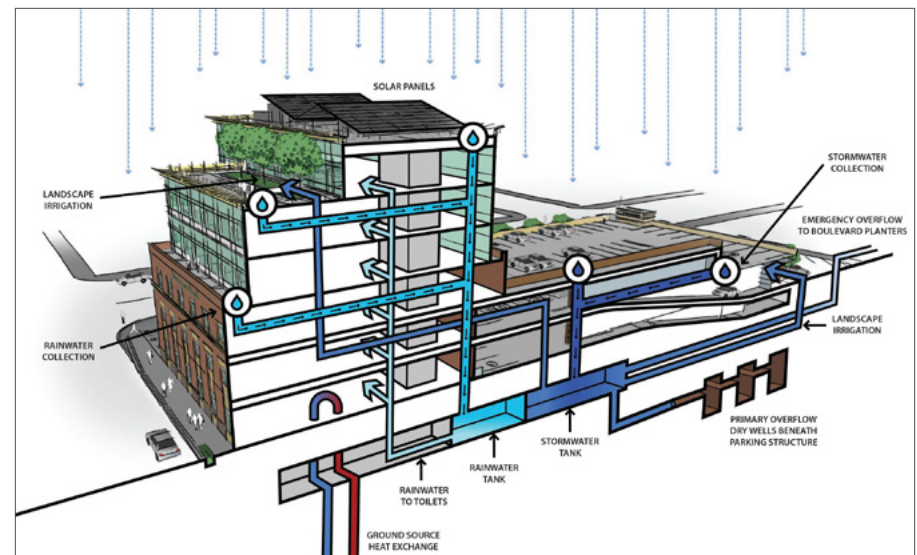 SOLAR PANELS
STORMWATER
COLLECTION
LANDSCAPE
IRRIGATION
EMERGENCY OVERFLOW
TO BOULEVARD PLANTERS
RAINWATER
COLLECTION
LANDSCAPE
IRRIGATION
PRIMARY OVERFLOW
DRY WELLS BENEATH
PARKING STRUCTURE
STORMWATER
TANK
RAINWATER
TANK
RAINWATER
TO TOILETS
GROUND SOURCE
HEAT EXCHANGE